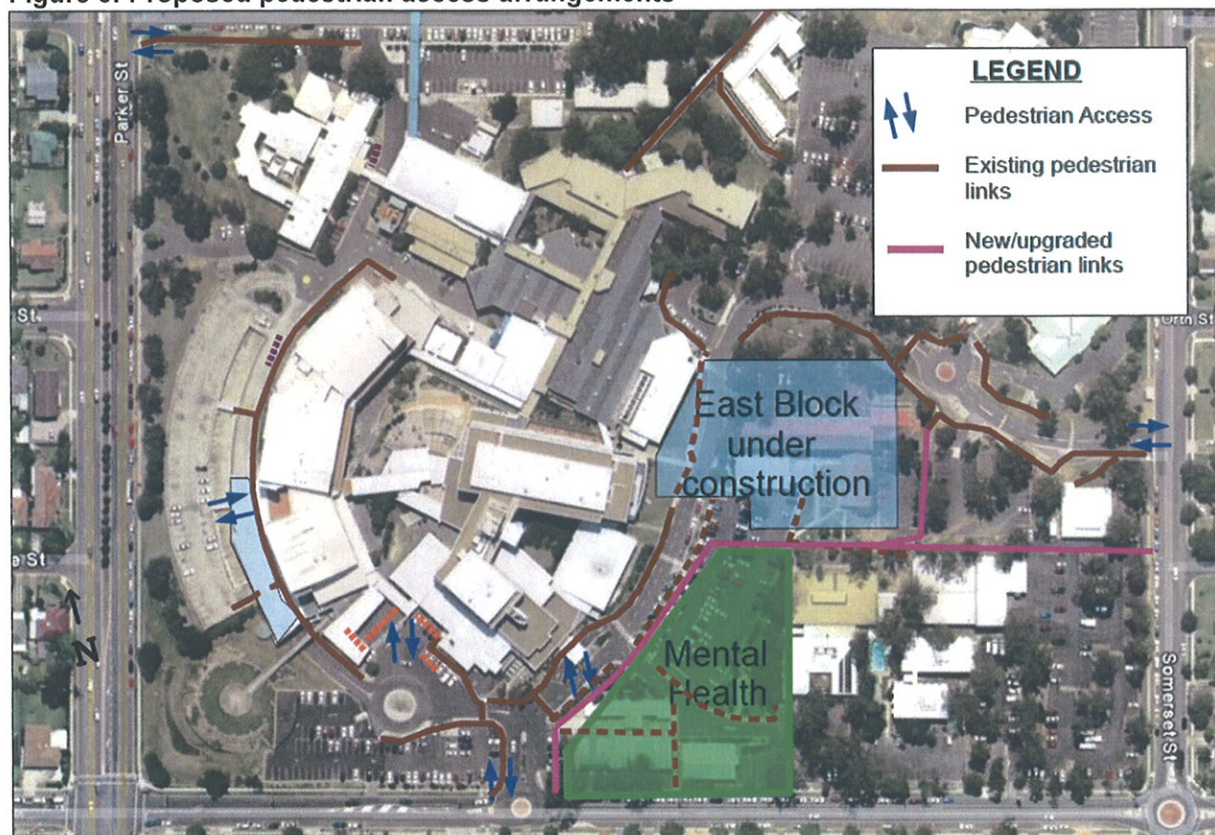 Figure 6: Proposed pedestrian access arrangements
Parker St
LEGEND
Pedestrian Access
Existing pedestrian
links
New/upgraded
pedestrian links
St
Orth St
East Block
under
construction
e St
N
Mental
Health
Somerset St